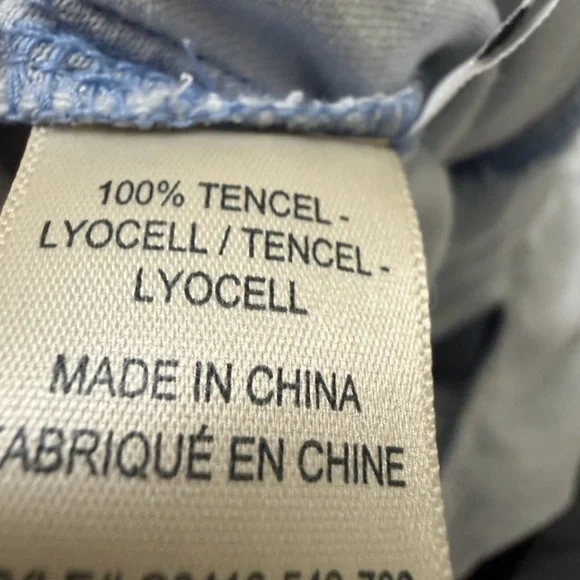 100% TENCEL -
LYOCELL / TENCEL -
LYOCELL
MADE IN CHINA
FABRIQUÉ EN CHINE